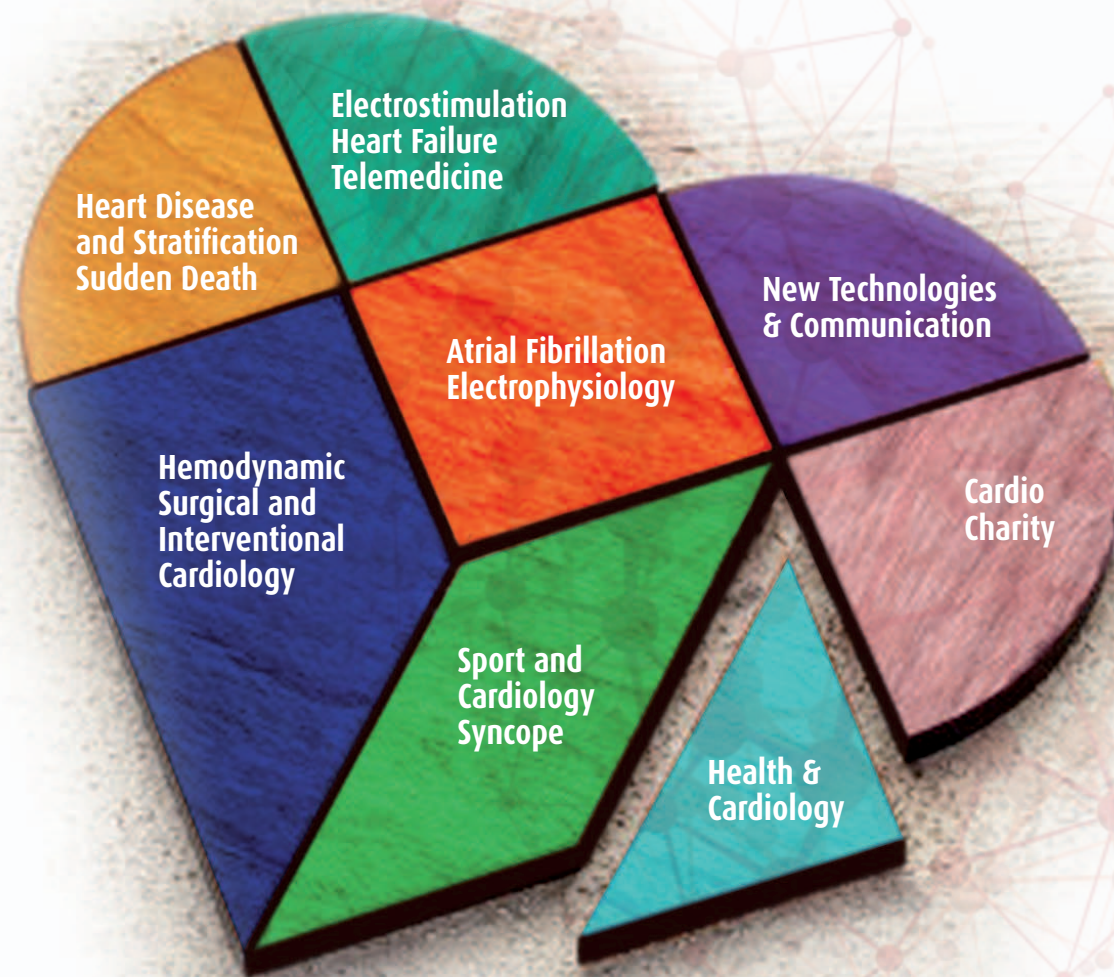 Electrostimulation
Heart Failure
Telemedicine
Heart Disease
and Stratification
Sudden Death
New Technologies
& Communication
Atrial Fibrillation
Electrophysiology
Hemodynamic
Surgical and
Interventional
Cardiology
Cardio
Charity
Sport and
Cardiology
Syncope
Health &
Cardiology